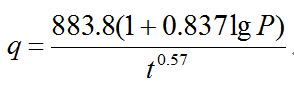 q = 883.8(1 + 0.837lg P) / t^0.57 .